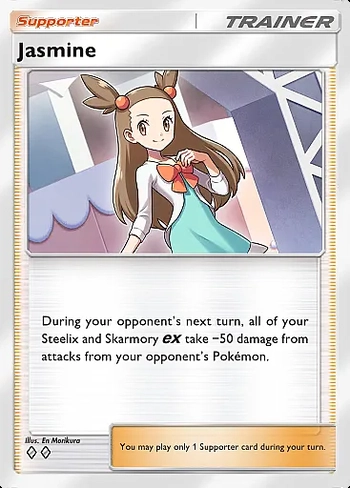 Supporter TRAINER
Jasmine
During your opponent's next turn, all of your
Steelix and Skarmory ex take −50 damage from
attacks from your opponent's Pokémon.
Illus. En Morikura
You may play only 1 Supporter card during your turn.